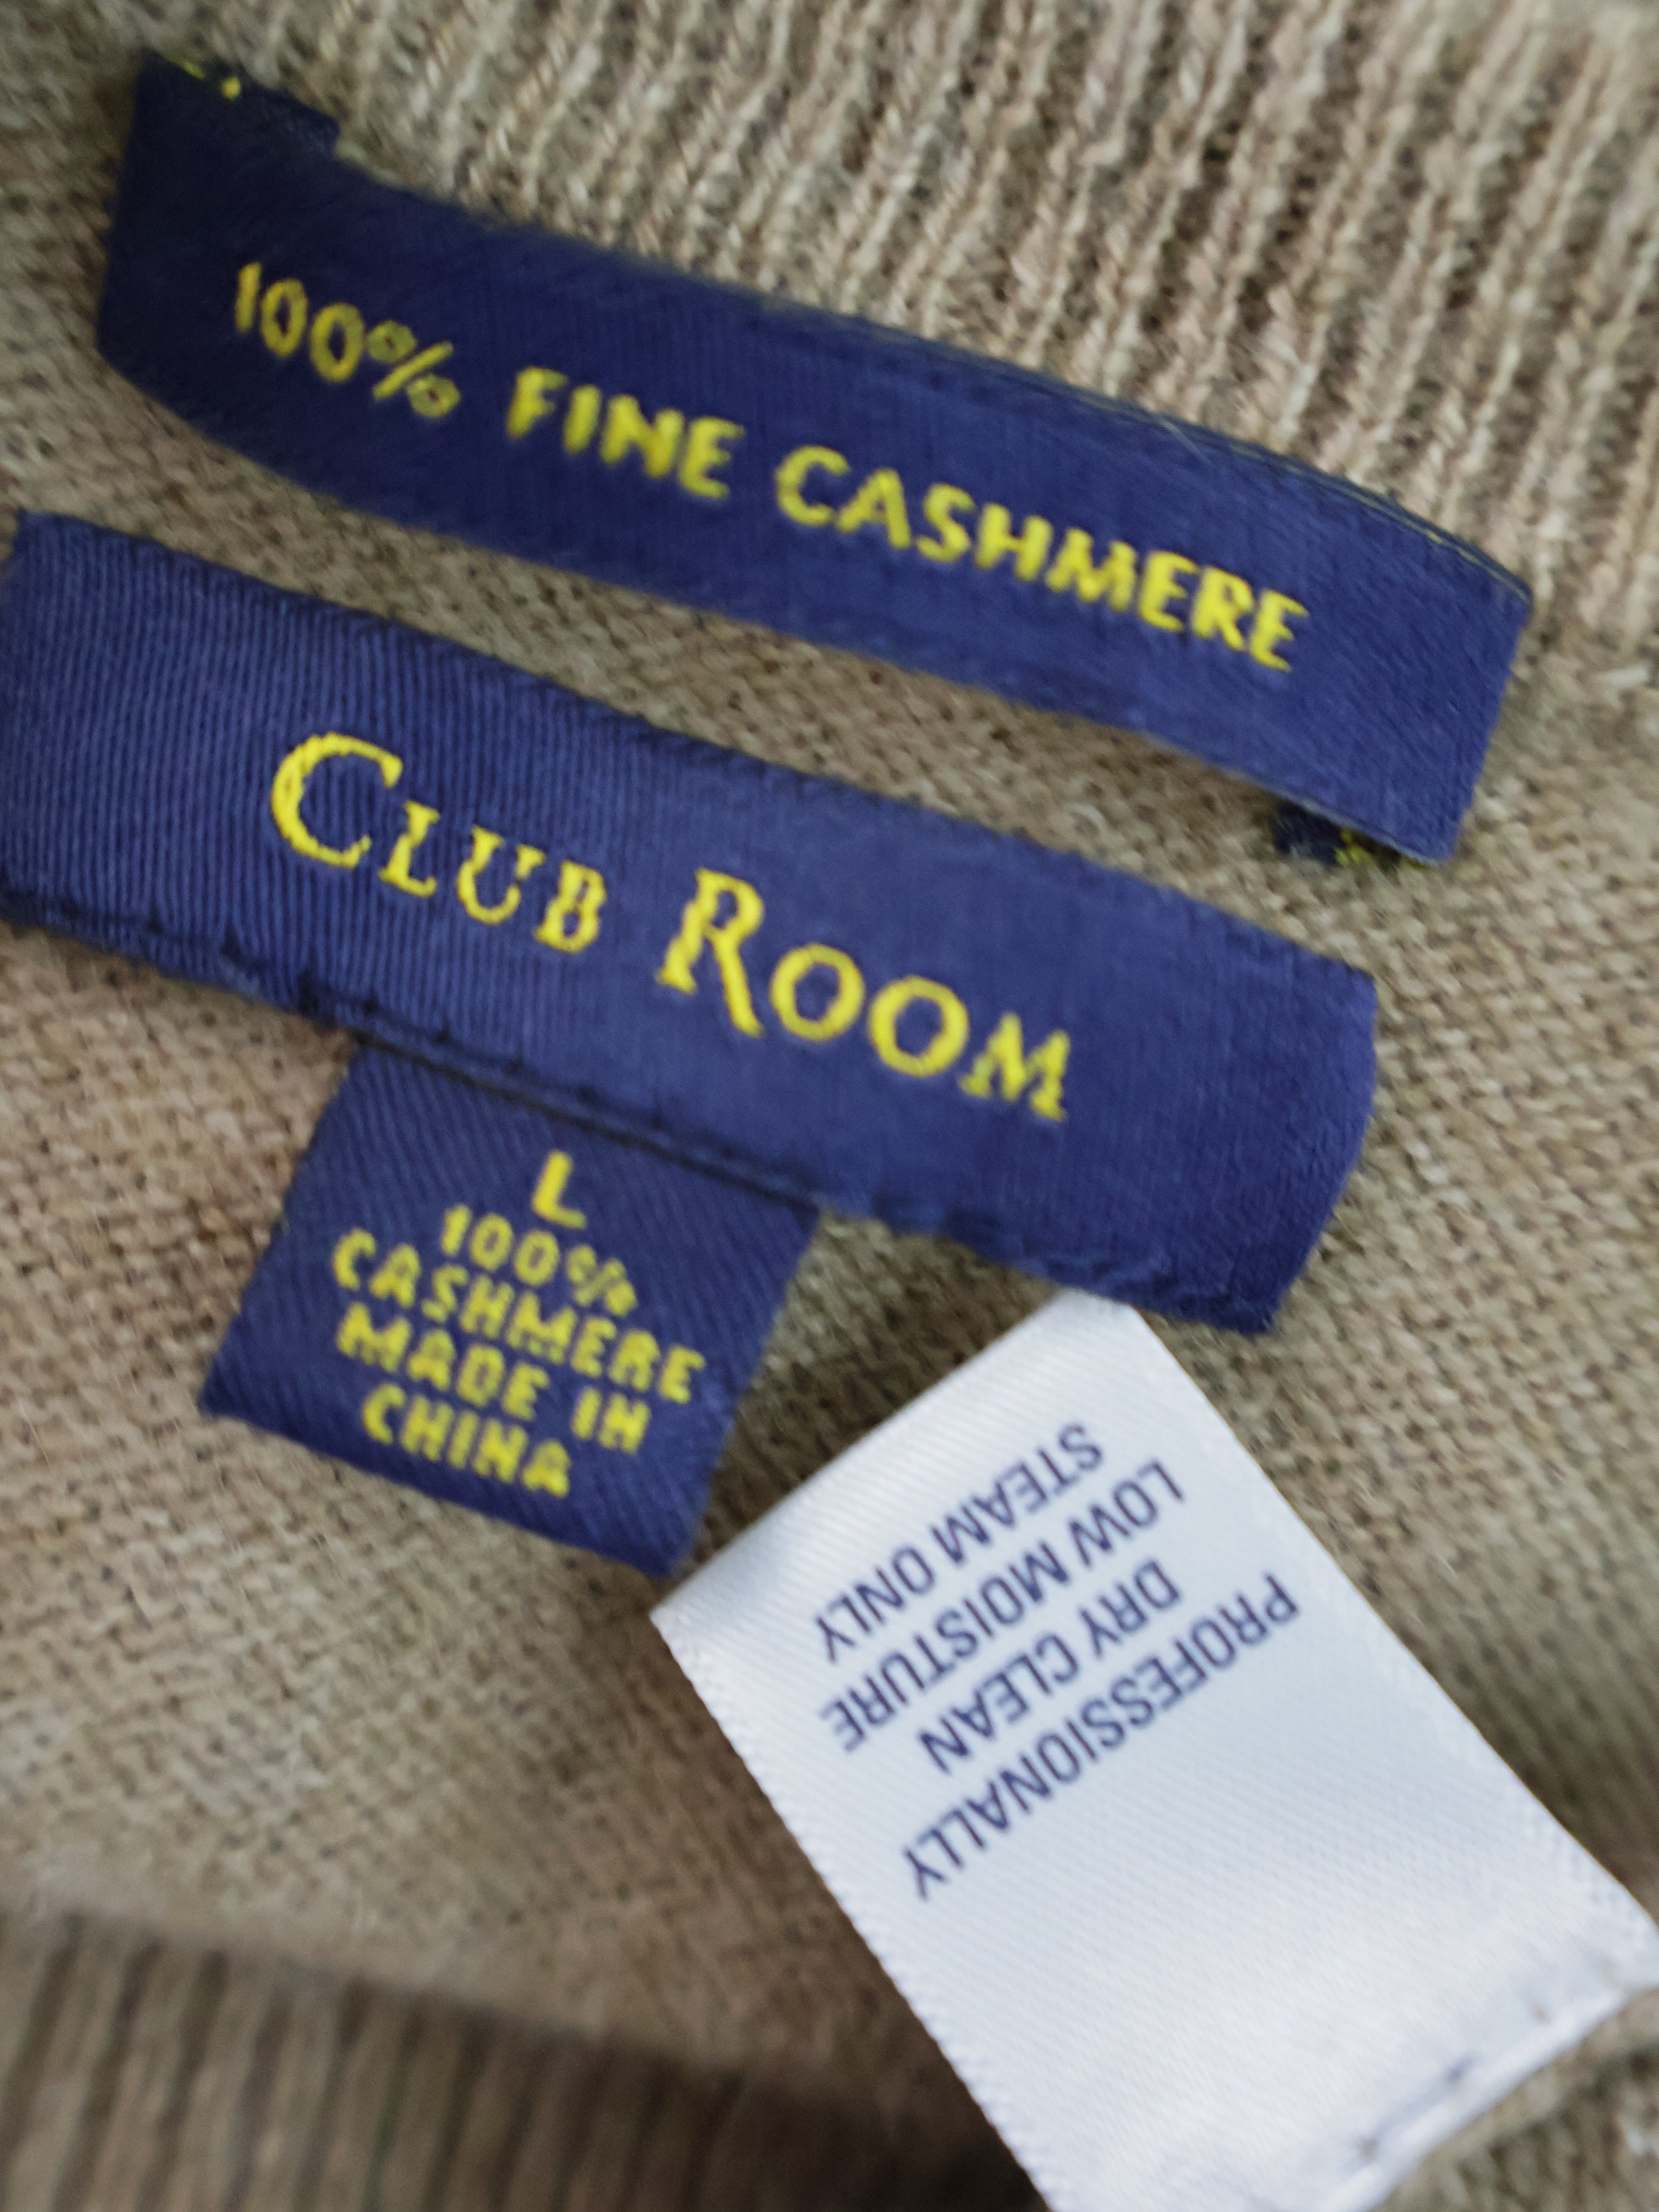 100% FINE CASHMERE
CLUB ROOM
L
100%
CASHMERE
MADE IN
CHINA
PROFESSIONALLY
DRY CLEAN
LOW MOISTURE
STEAM ONLY